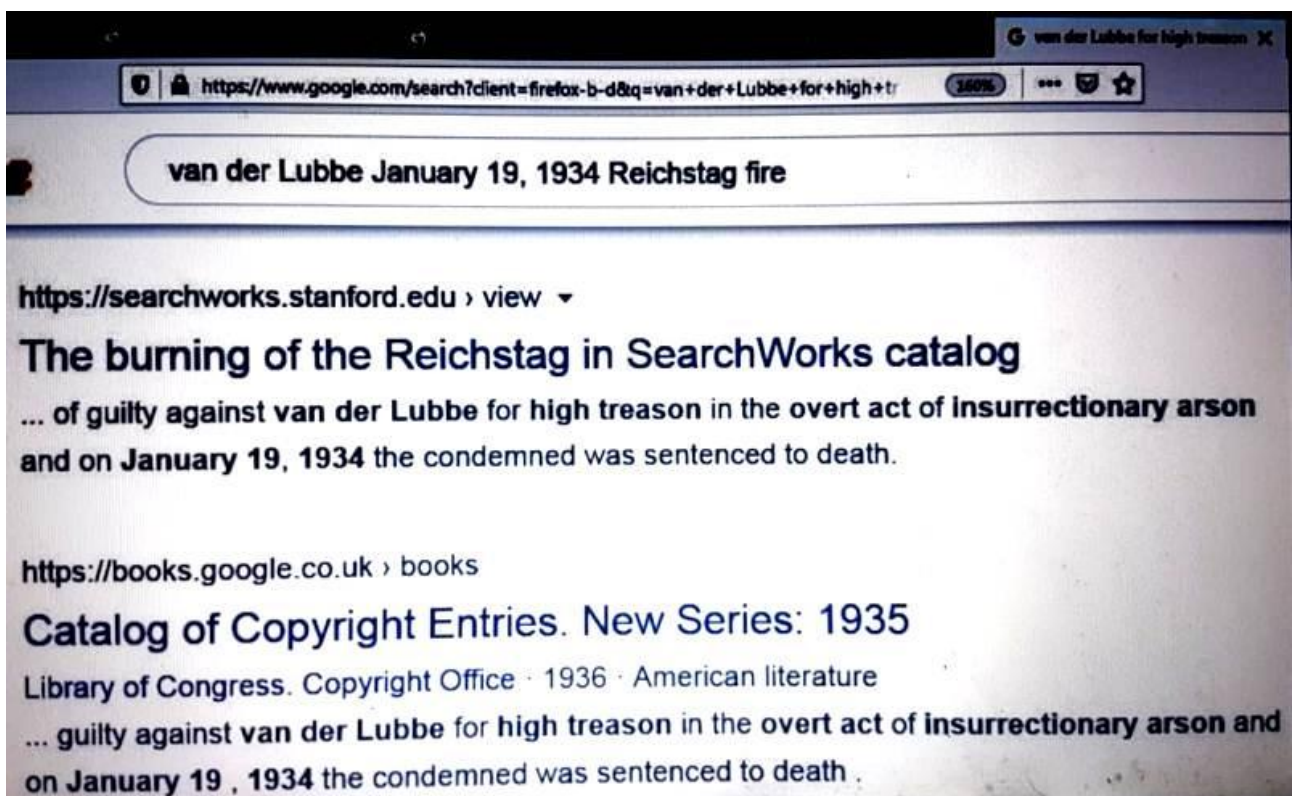 van der Lubbe for high treason
https://www.google.com/search?client=firefox-b-d&q=van+der+Lubbe+for+high+tr
160%
van der Lubbe January 19, 1934 Reichstag fire
https://searchworks.stanford.edu › view
The burning of the Reichstag in SearchWorks catalog
... of guilty against van der Lubbe for high treason in the overt act of insurrectionary arson
and on January 19, 1934 the condemned was sentenced to death.
https://books.google.co.uk › books
Catalog of Copyright Entries. New Series: 1935
Library of Congress. Copyright Office · 1936 · American literature
... guilty against van der Lubbe for high treason in the overt act of insurrectionary arson and
on January 19 , 1934 the condemned was sentenced to death .